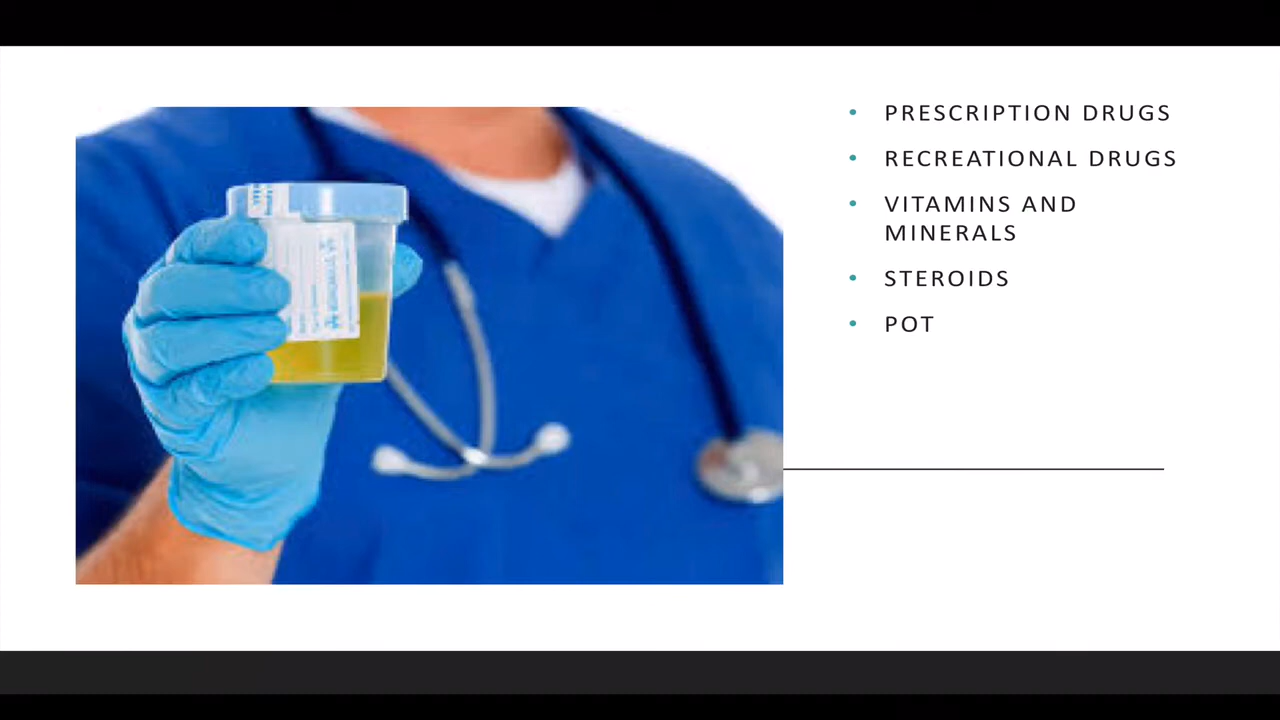 PRESCRIPTION DRUGS
RECREATIONAL DRUGS
VITAMINS AND
MINERALS
STEROIDS
POT